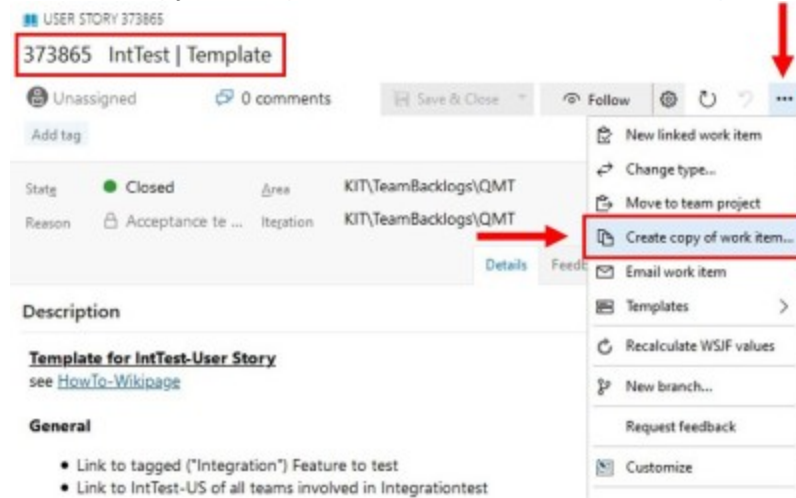 USER STORY 373865
373865 IntTest | Template
Unassigned 0 comments Save & Close Follow
Add tag
State Closed Area KIT\TeamBacklogs\QMT
Reason Acceptance te ... Iteration KIT\TeamBacklogs\QMT
Details Feedb
New linked work item
Change type...
Move to team project
Create copy of work item...
Email work item
Templates
Recalculate WSJF values
New branch...
Request feedback
Customize
Description
Template for IntTest-User Story
see HowTo-Wikipage
General
• Link to tagged ("Integration") Feature to test
• Link to IntTest-US of all teams involved in Integrationtest